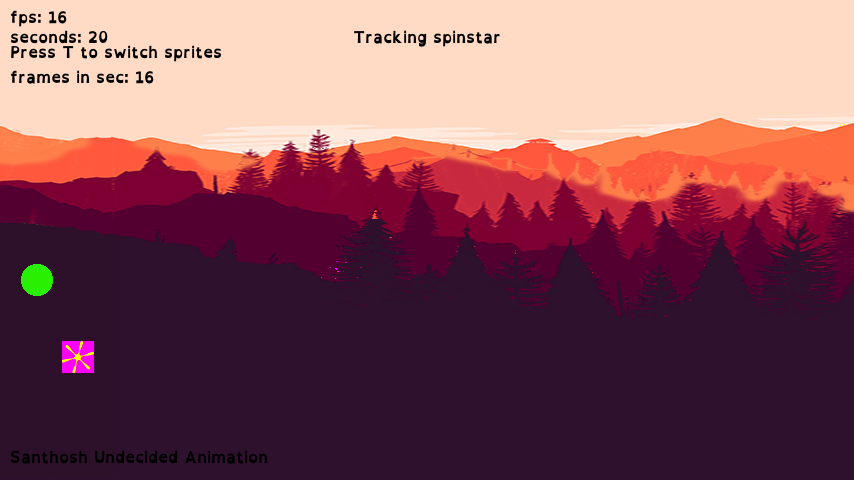 fps: 16
seconds: 20
Tracking spinstar
Press T to switch sprites
frames in sec: 16
Santhosh Undecided Animation